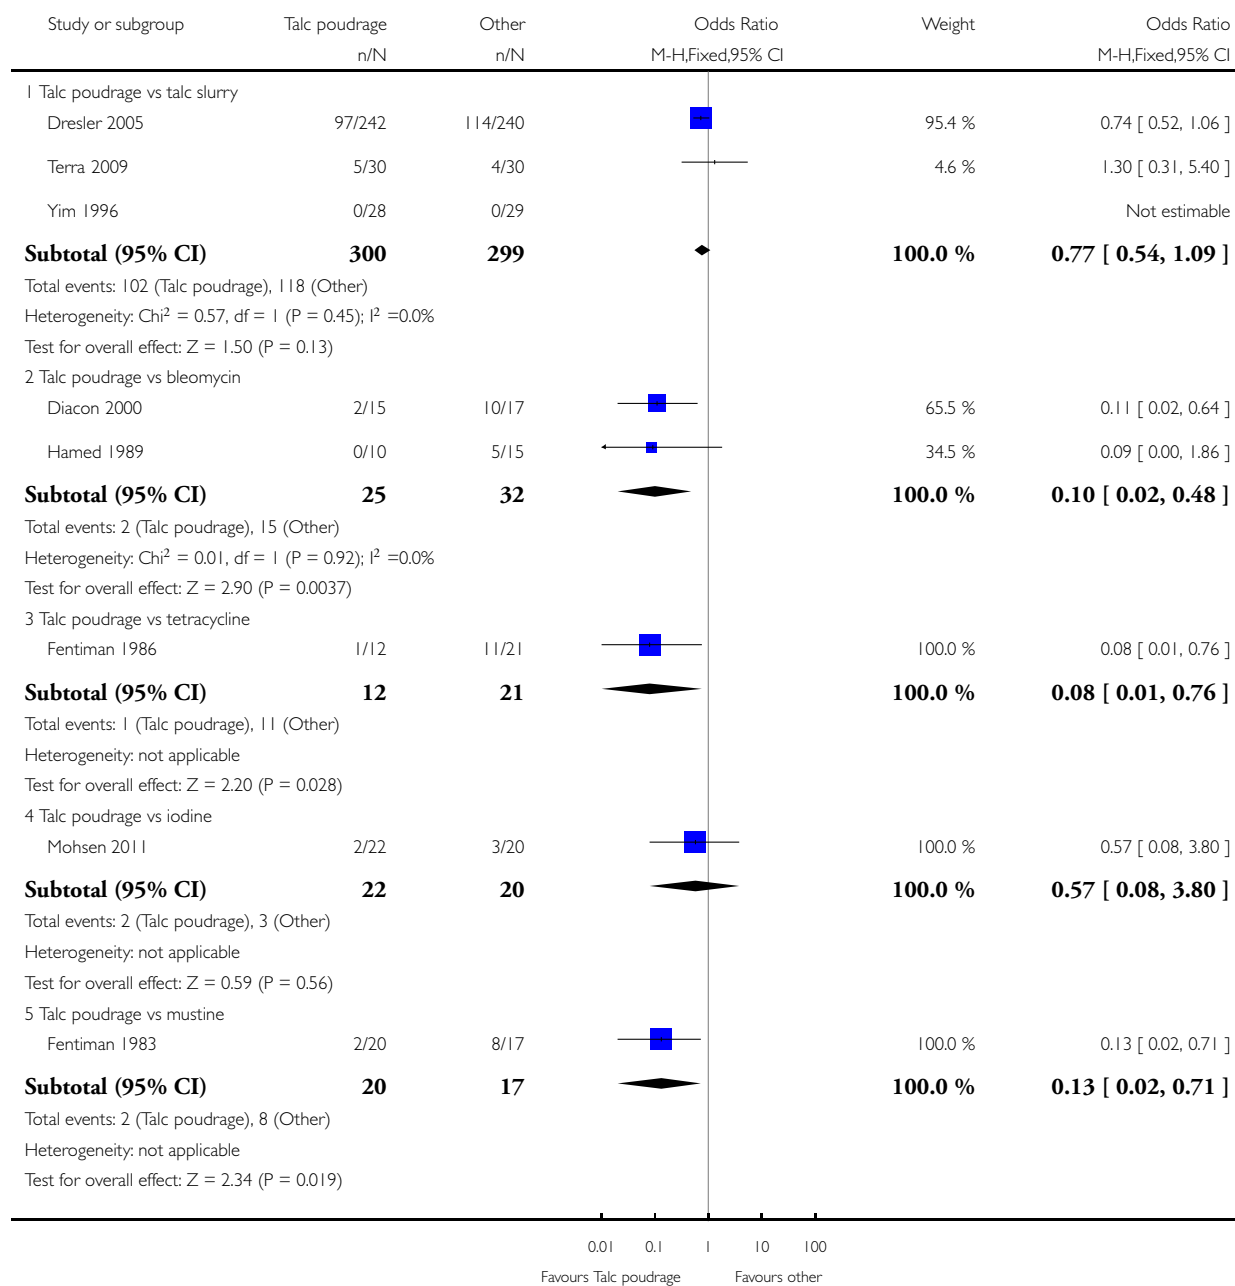 Study or subgroup Talc poudrage Other Odds Ratio Weight Odds Ratio
n/N n/N M-H,Fixed,95% CI M-H,Fixed,95% CI
1 Talc poudrage vs talc slurry
Dresler 2005 97/242 114/240 95.4 % 0.74 [ 0.52, 1.06 ]
Terra 2009 5/30 4/30 4.6 % 1.30 [ 0.31, 5.40 ]
Yim 1996 0/28 0/29 Not estimable
Subtotal (95% CI) 300 299 100.0 % 0.77 [ 0.54, 1.09 ]
Total events: 102 (Talc poudrage), 118 (Other)
Heterogeneity: Chi² = 0.57, df = 1 (P = 0.45); I² =0.0%
Test for overall effect: Z = 1.50 (P = 0.13)
2 Talc poudrage vs bleomycin
Diacon 2000 2/15 10/17 65.5 % 0.11 [ 0.02, 0.64 ]
Hamed 1989 0/10 5/15 34.5 % 0.09 [ 0.00, 1.86 ]
Subtotal (95% CI) 25 32 100.0 % 0.10 [ 0.02, 0.48 ]
Total events: 2 (Talc poudrage), 15 (Other)
Heterogeneity: Chi² = 0.01, df = 1 (P = 0.92); I² =0.0%
Test for overall effect: Z = 2.90 (P = 0.0037)
3 Talc poudrage vs tetracycline
Fentiman 1986 1/12 11/21 100.0 % 0.08 [ 0.01, 0.76 ]
Subtotal (95% CI) 12 21 100.0 % 0.08 [ 0.01, 0.76 ]
Total events: 1 (Talc poudrage), 11 (Other)
Heterogeneity: not applicable
Test for overall effect: Z = 2.20 (P = 0.028)
4 Talc poudrage vs iodine
Mohsen 2011 2/22 3/20 100.0 % 0.57 [ 0.08, 3.80 ]
Subtotal (95% CI) 22 20 100.0 % 0.57 [ 0.08, 3.80 ]
Total events: 2 (Talc poudrage), 3 (Other)
Heterogeneity: not applicable
Test for overall effect: Z = 0.59 (P = 0.56)
5 Talc poudrage vs mustine
Fentiman 1983 2/20 8/17 100.0 % 0.13 [ 0.02, 0.71 ]
Subtotal (95% CI) 20 17 100.0 % 0.13 [ 0.02, 0.71 ]
Total events: 2 (Talc poudrage), 8 (Other)
Heterogeneity: not applicable
Test for overall effect: Z = 2.34 (P = 0.019)
0.01 0.1 1 10 100
Favours Talc poudrage Favours other